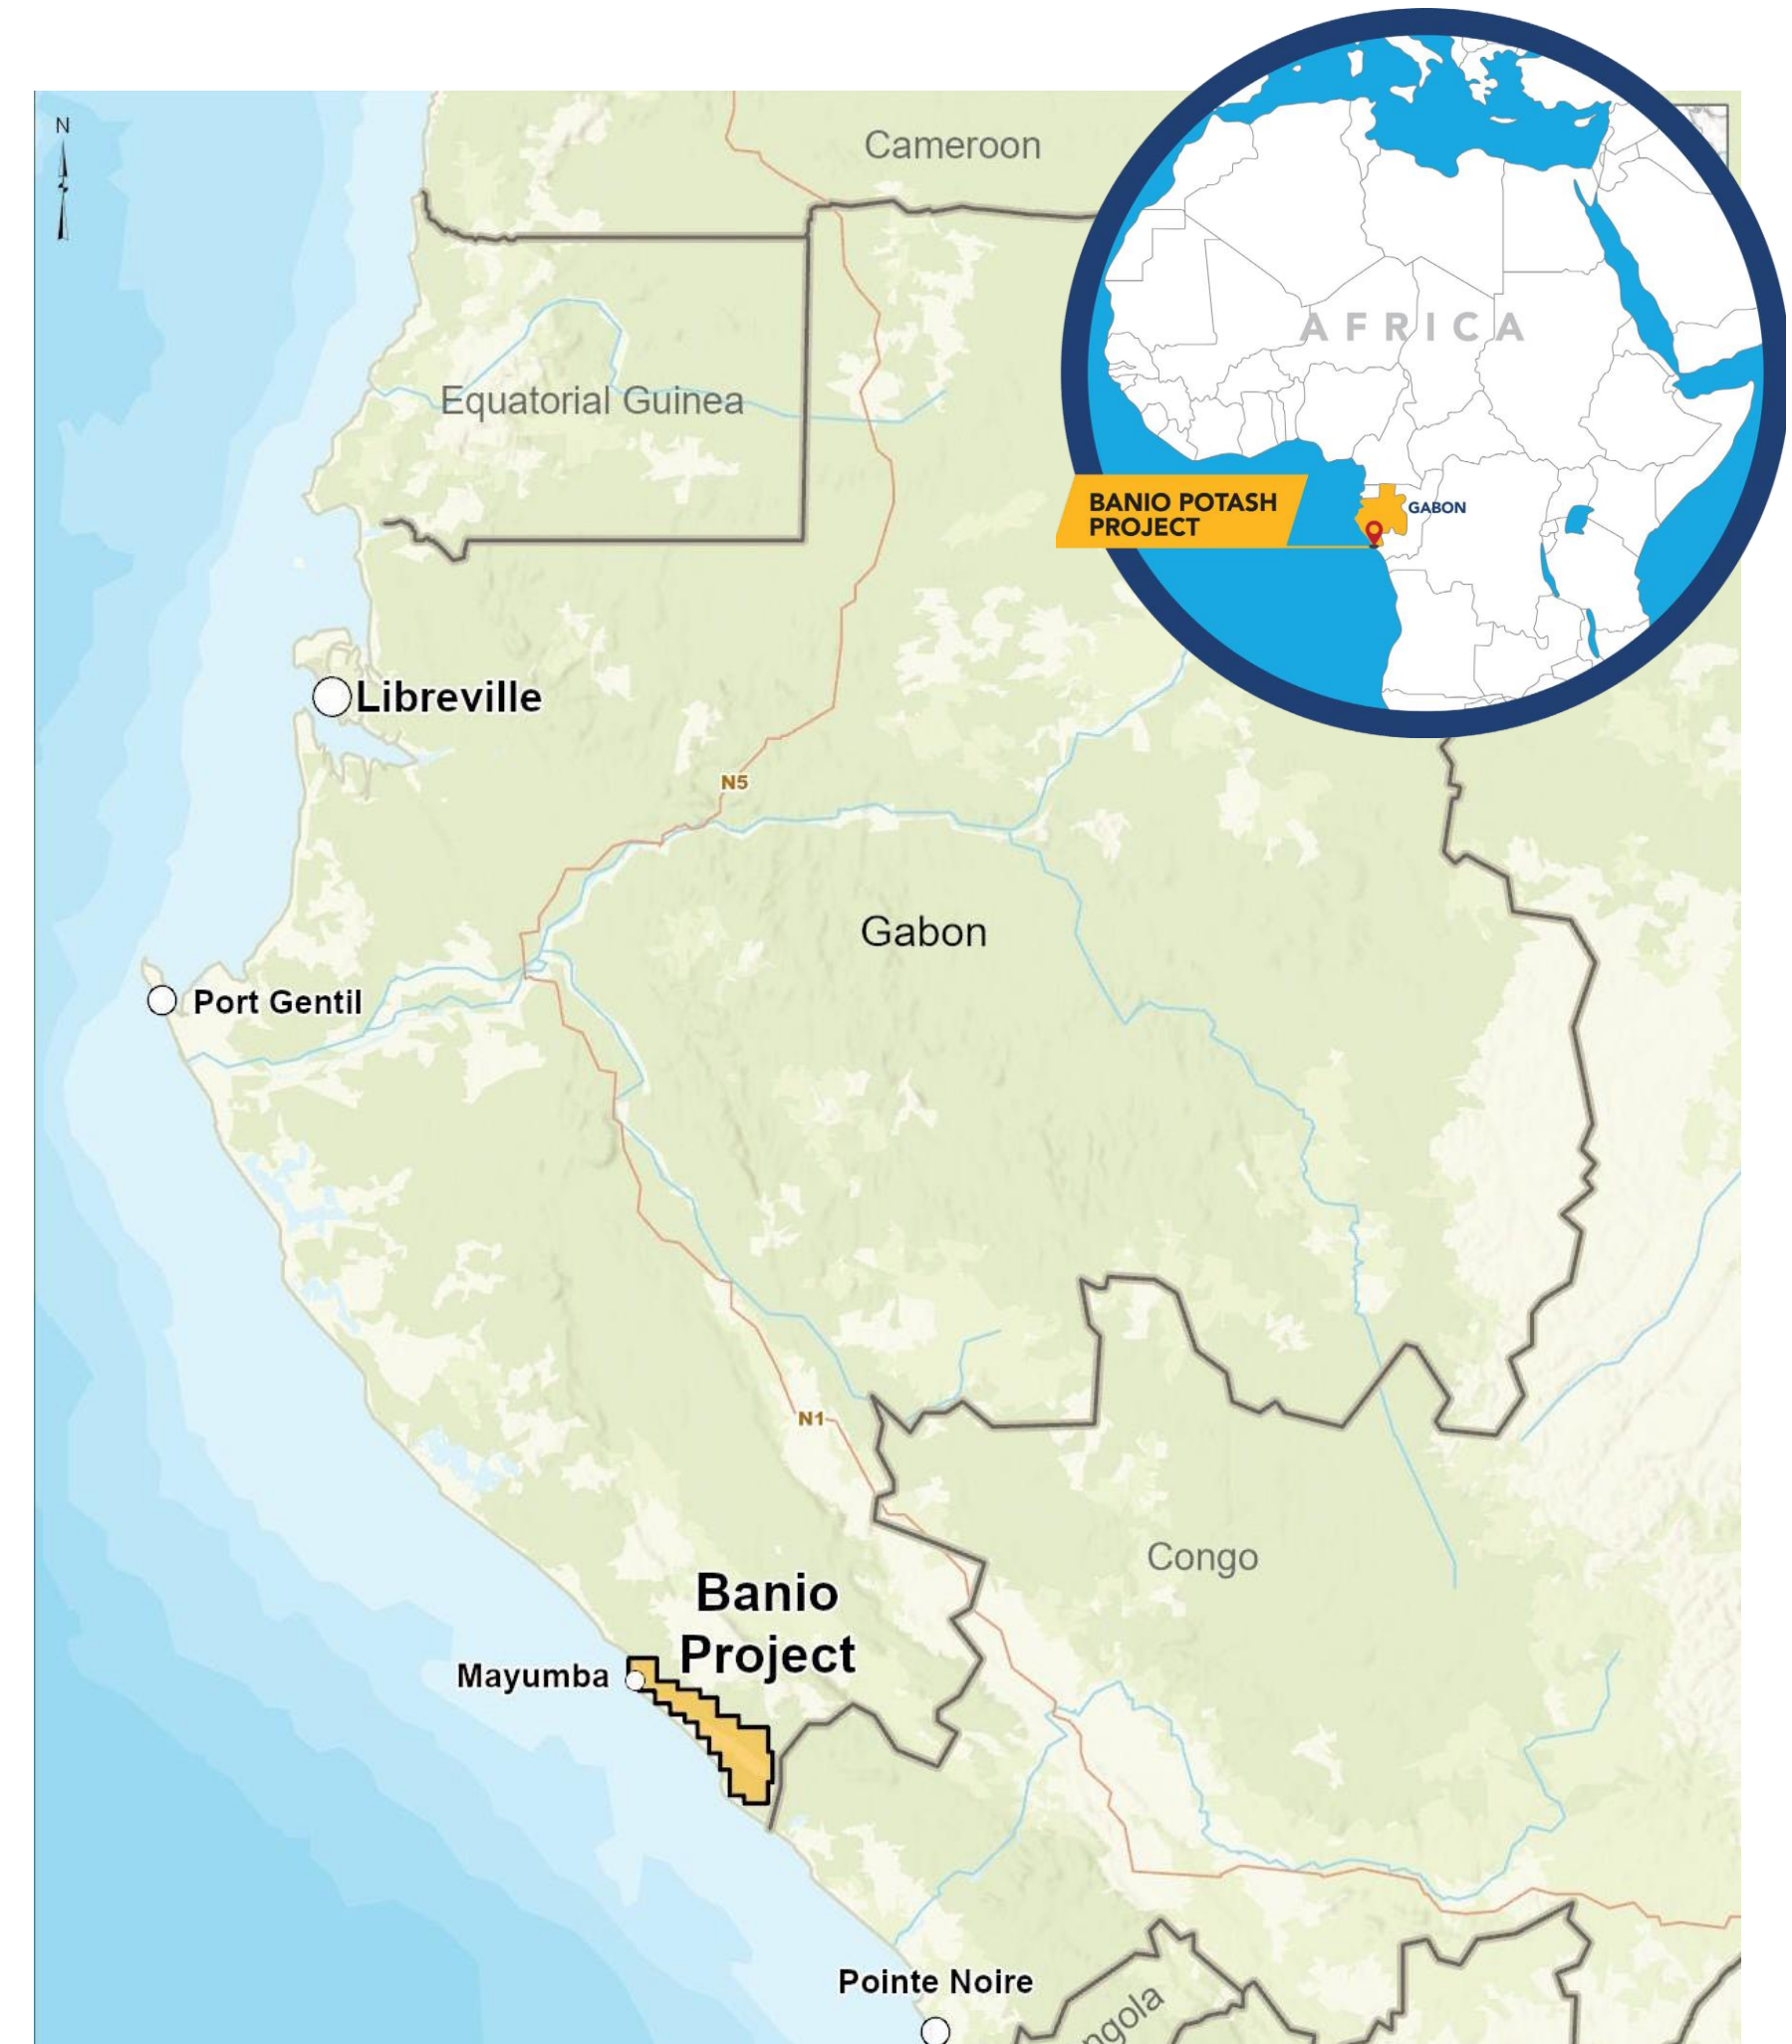 N
Cameroon
AFRICA
Equatorial Guinea
BANIO POTASH
PROJECT
GABON
Libreville
N5
Gabon
Port Gentil
N1
Congo
Banio
Project
Mayumba
Pointe Noire
ngola